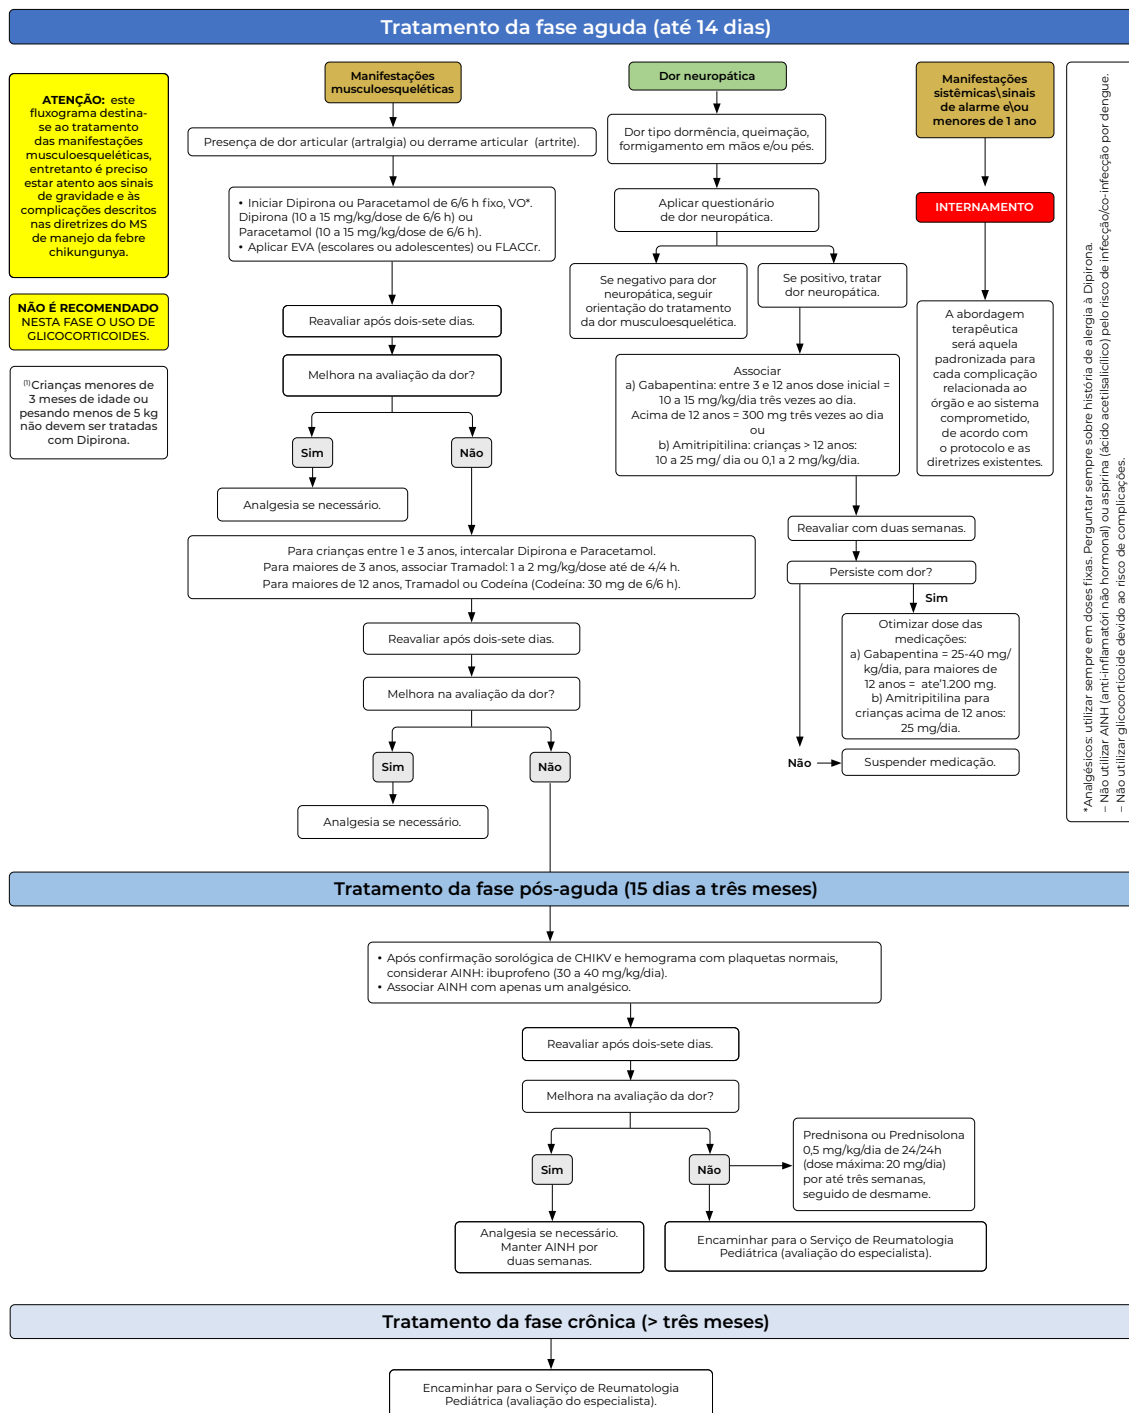 Tratamento da fase aguda (até 14 dias)
ATENÇÃO: este
fluxograma destina-
se ao tratamento
das manifestações
musculoesqueléticas,
entretanto é preciso
estar atento aos sinais
de gravidade e às
complicações descritos
nas diretrizes do MS
de manejo da febre
chikungunya.
NÃO É RECOMENDADO
NESTA FASE O USO DE
GLICOCORTICOIDES.
(1)Crianças menores de
3 meses de idade ou
pesando menos de 5 kg
não devem ser tratadas
com Dipirona.
Manifestações
musculoesqueléticas
Presença de dor articular (artralgia) ou derrame articular (artrite).
• Iniciar Dipirona ou Paracetamol de 6/6 h fixo, VO*.
Dipirona (10 a 15 mg/kg/dose de 6/6 h) ou
Paracetamol (10 a 15 mg/kg/dose de 6/6 h).
• Aplicar EVA (escolares ou adolescentes) ou FLACCr.
Reavaliar após dois-sete dias.
Melhora na avaliação da dor?
Sim
Não
Analgesia se necessário.
Para crianças entre 1 e 3 anos, intercalar Dipirona e Paracetamol.
Para maiores de 3 anos, associar Tramadol: 1 a 2 mg/kg/dose até de 4/4 h.
Para maiores de 12 anos, Tramadol ou Codeína (Codeína: 30 mg de 6/6 h).
Reavaliar após dois-sete dias.
Melhora na avaliação da dor?
Sim
Não
Analgesia se necessário.
Dor neuropática
Dor tipo dormência, queimação,
formigamento em mãos e/ou pés.
Aplicar questionário
de dor neuropática.
Se negativo para dor
neuropática, seguir
orientação do tratamento
da dor musculoesquelética.
Se positivo, tratar
dor neuropática.
Associar
a) Gabapentina: entre 3 e 12 anos dose inicial =
10 a 15 mg/kg/dia três vezes ao dia.
Acima de 12 anos = 300 mg três vezes ao dia
ou
b) Amitripitilina: crianças > 12 anos:
10 a 25 mg/ dia ou 0,1 a 2 mg/kg/dia.
Reavaliar com duas semanas.
Persiste com dor?
Sim
Otimizar dose das
medicações:
a) Gabapentina = 25-40 mg/
kg/dia, para maiores de
12 anos = ate'1.200 mg.
b) Amitripitilina para
crianças acima de 12 anos:
25 mg/dia.
Não
Suspender medicação.
Manifestações
sistêmicas\sinais
de alarme e\ou
menores de 1 ano
INTERNAMENTO
A abordagem
terapêutica
será aquela
padronizada para
cada complicação
relacionada ao
órgão e ao sistema
comprometido,
de acordo com
o protocolo e as
diretrizes existentes.
*Analgésicos: utilizar sempre em doses fixas. Perguntar sempre sobre história de alergia à Dipirona.
– Não utilizar AINH (anti-inflamatóri não hormonal) ou aspirina (ácido acetilsalicílico) pelo risco de infecção/co-infecção por dengue.
– Não utilizar glicocorticoide devido ao risco de complicações.
Tratamento da fase pós-aguda (15 dias a três meses)
• Após confirmação sorológica de CHIKV e hemograma com plaquetas normais,
considerar AINH: ibuprofeno (30 a 40 mg/kg/dia).
• Associar AINH com apenas um analgésico.
Reavaliar após dois-sete dias.
Melhora na avaliação da dor?
Sim
Não
Prednisona ou Prednisolona
0,5 mg/kg/dia de 24/24h
(dose máxima: 20 mg/dia)
por até três semanas,
seguido de desmame.
Analgesia se necessário.
Manter AINH por
duas semanas.
Encaminhar para o Serviço de Reumatologia
Pediátrica (avaliação do especialista).
Tratamento da fase crônica (> três meses)
Encaminhar para o Serviço de Reumatologia
Pediátrica (avaliação do especialista).